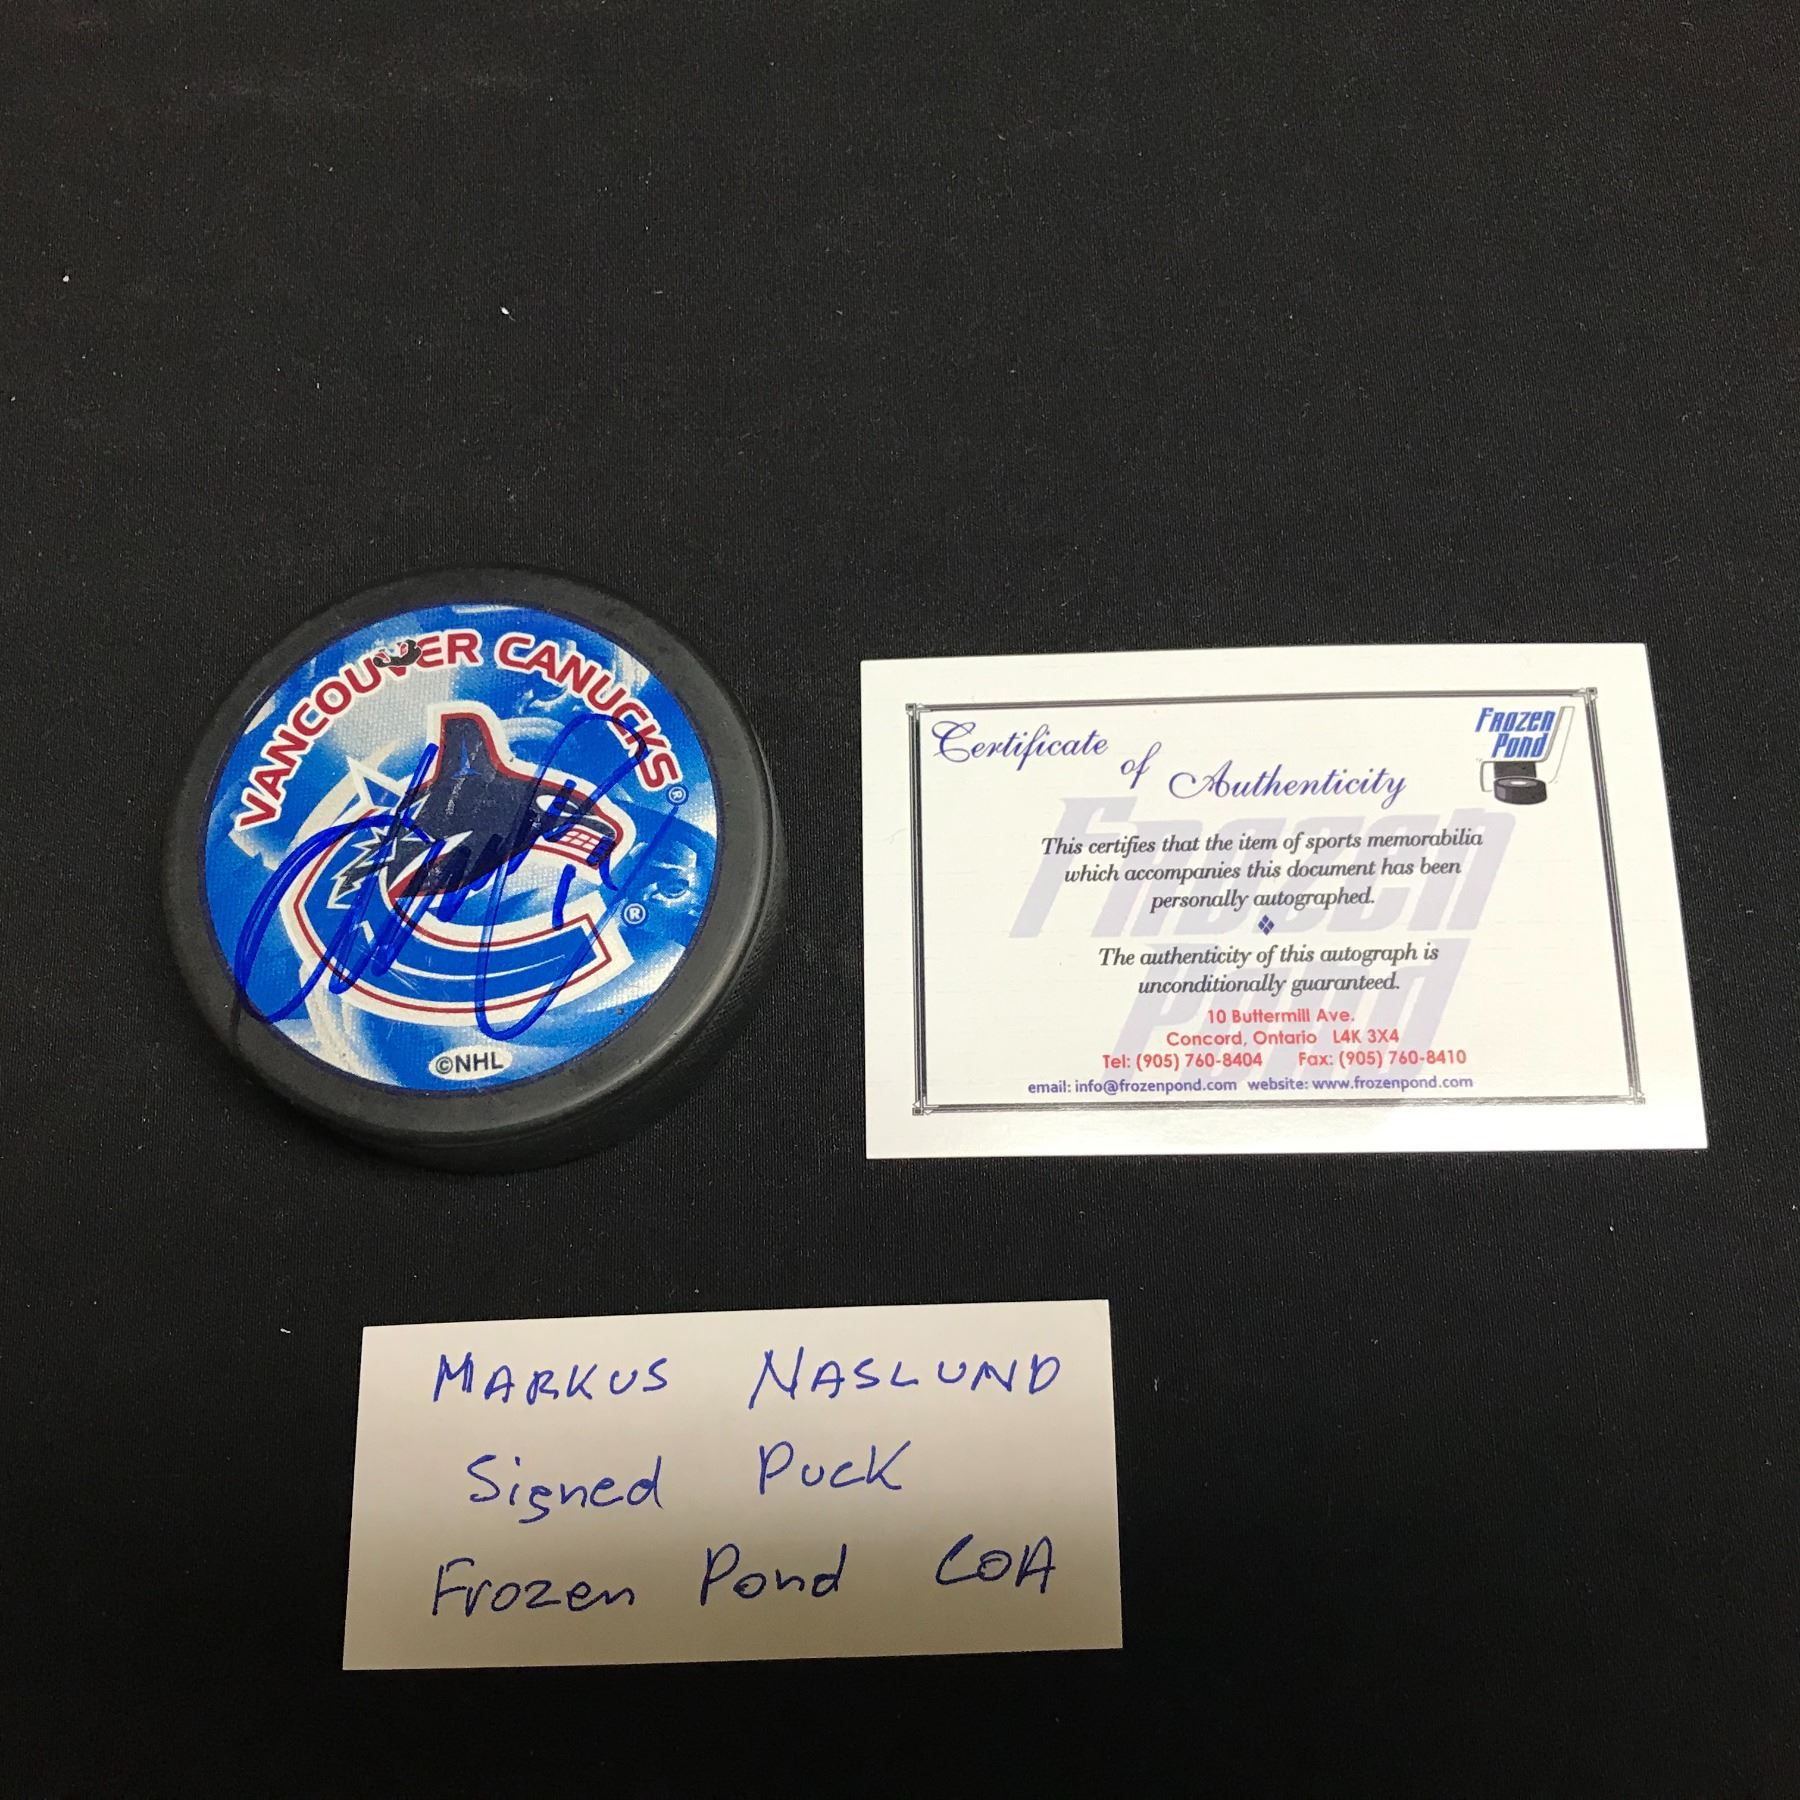 VANCOUVER CANUCKS®
®
©NHL
Certificate
of
Authenticity
FROZEN
POND
This certifies that the item of sports memorabilia
which accompanies this document has been
personally autographed.
The authenticity of this autograph is
unconditionally guaranteed.
10 Buttermill Ave.
Concord, Ontario L4K 3X4
Tel: (905) 760-8404 Fax: (905) 760-8410
email: info@frozenpond.com website: www.frozenpond.com
FROZEN
POND
MARKUS NASLUND
Signed Puck
Frozen Pond COA